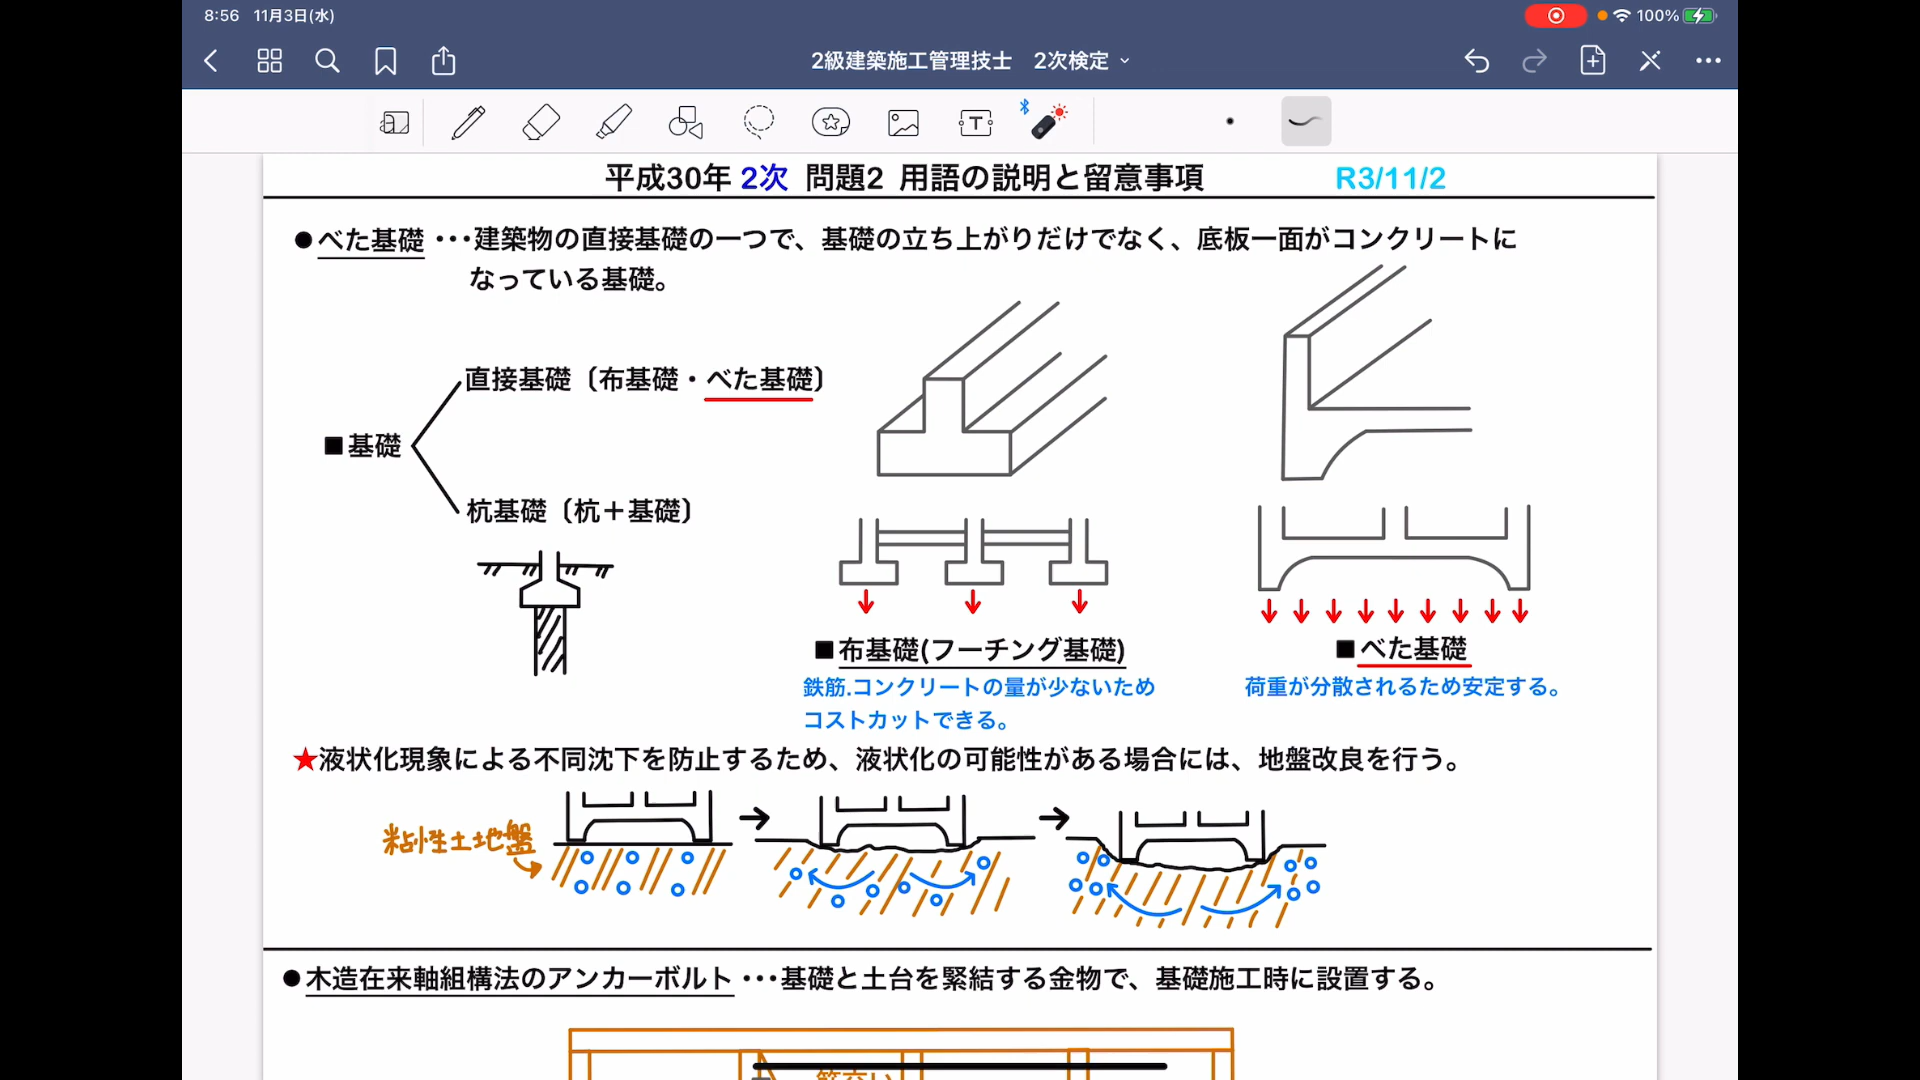 8:56 11月3日(水)
100%
2級建築施工管理技士 2次検定
平成30年 2次 問題2 用語の説明と留意事項 R3/11/2
●べた基礎 ･･･建築物の直接基礎の一つで、基礎の立ち上がりだけでなく、底板一面がコンクリートに
なっている基礎。
直接基礎〔布基礎・べた基礎〕
■基礎
杭基礎〔杭＋基礎〕
■布基礎(フーチング基礎)
鉄筋.コンクリートの量が少ないため
コストカットできる。
■べた基礎
荷重が分散されるため安定する。
★液状化現象による不同沈下を防止するため、液状化の可能性がある場合には、地盤改良を行う。
粘性土地盤
●木造在来軸組構法のアンカーボルト ･･･基礎と土台を緊結する金物で、基礎施工時に設置する。